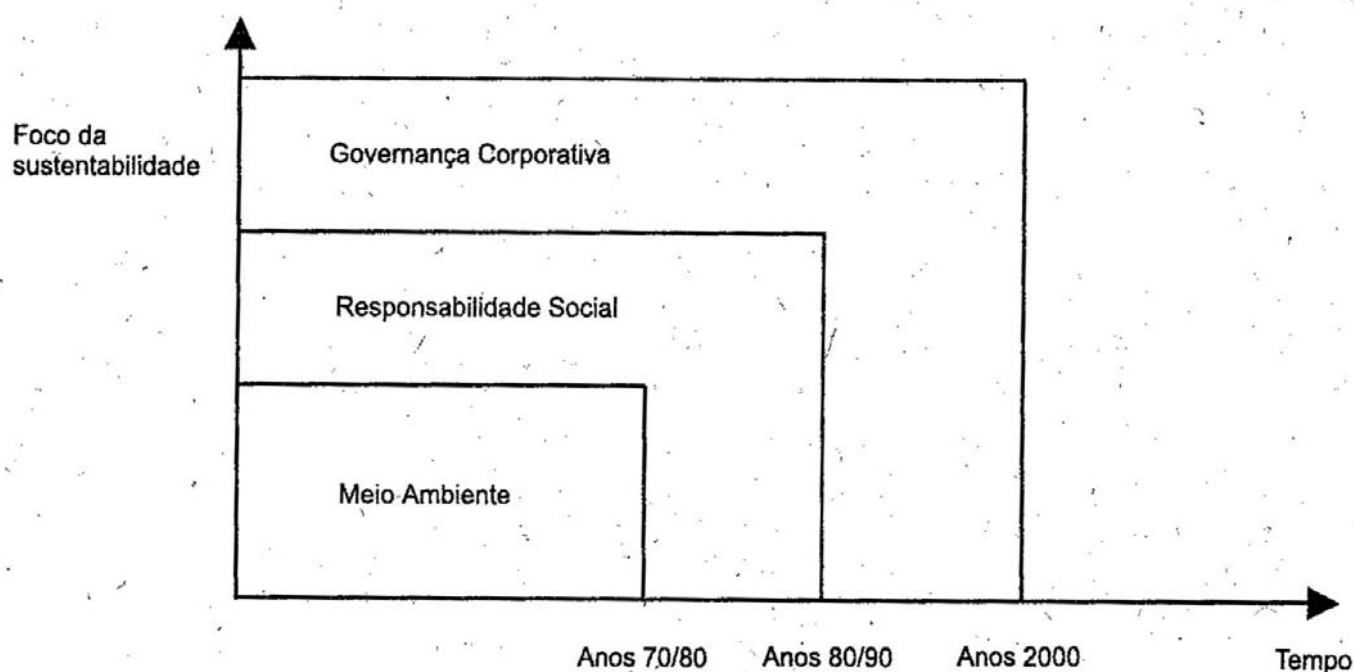 Foco da
sustentabilidade
Governança Corporativa
Responsabilidade Social
Meio Ambiente
Anos 70/80
Anos 80/90
Anos 2000
Tempo